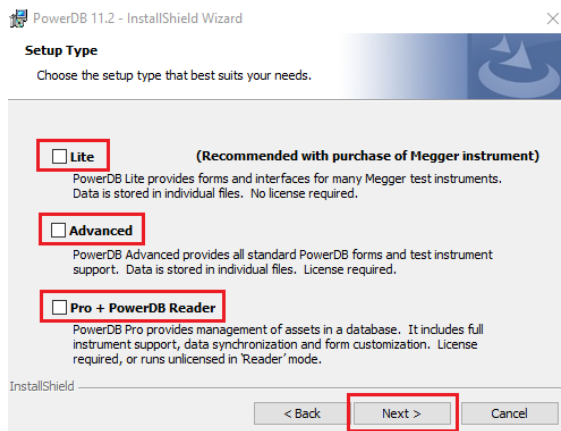 PowerDB 11.2 - InstallShield Wizard
Setup Type
Choose the setup type that best suits your needs.
Lite (Recommended with purchase of Megger instrument)
PowerDB Lite provides forms and interfaces for many Megger test instruments.
Data is stored in individual files. No license required.
Advanced
PowerDB Advanced provides all standard PowerDB forms and test instrument
support. Data is stored in individual files. License required.
Pro + PowerDB Reader
PowerDB Pro provides management of assets in a database. It includes full
instrument support, data synchronization and form customization. License
required, or runs unlicensed in 'Reader' mode.
InstallShield
< Back Next > Cancel